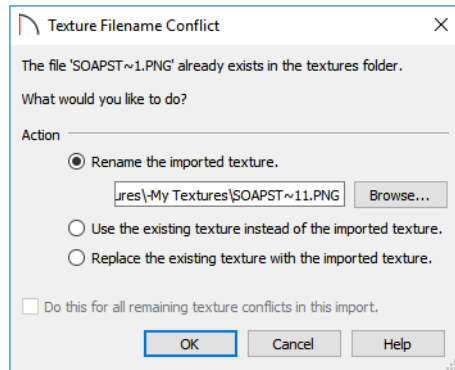 Texture Filename Conflict
The file 'SOAPST~1.PNG' already exists in the textures folder.
What would you like to do?
Action
Rename the imported texture.
ures\-My Textures\SOAPST~11.PNG Browse...
Use the existing texture instead of the imported texture.
Replace the existing texture with the imported texture.
Do this for all remaining texture conflicts in this import.
OK Cancel Help